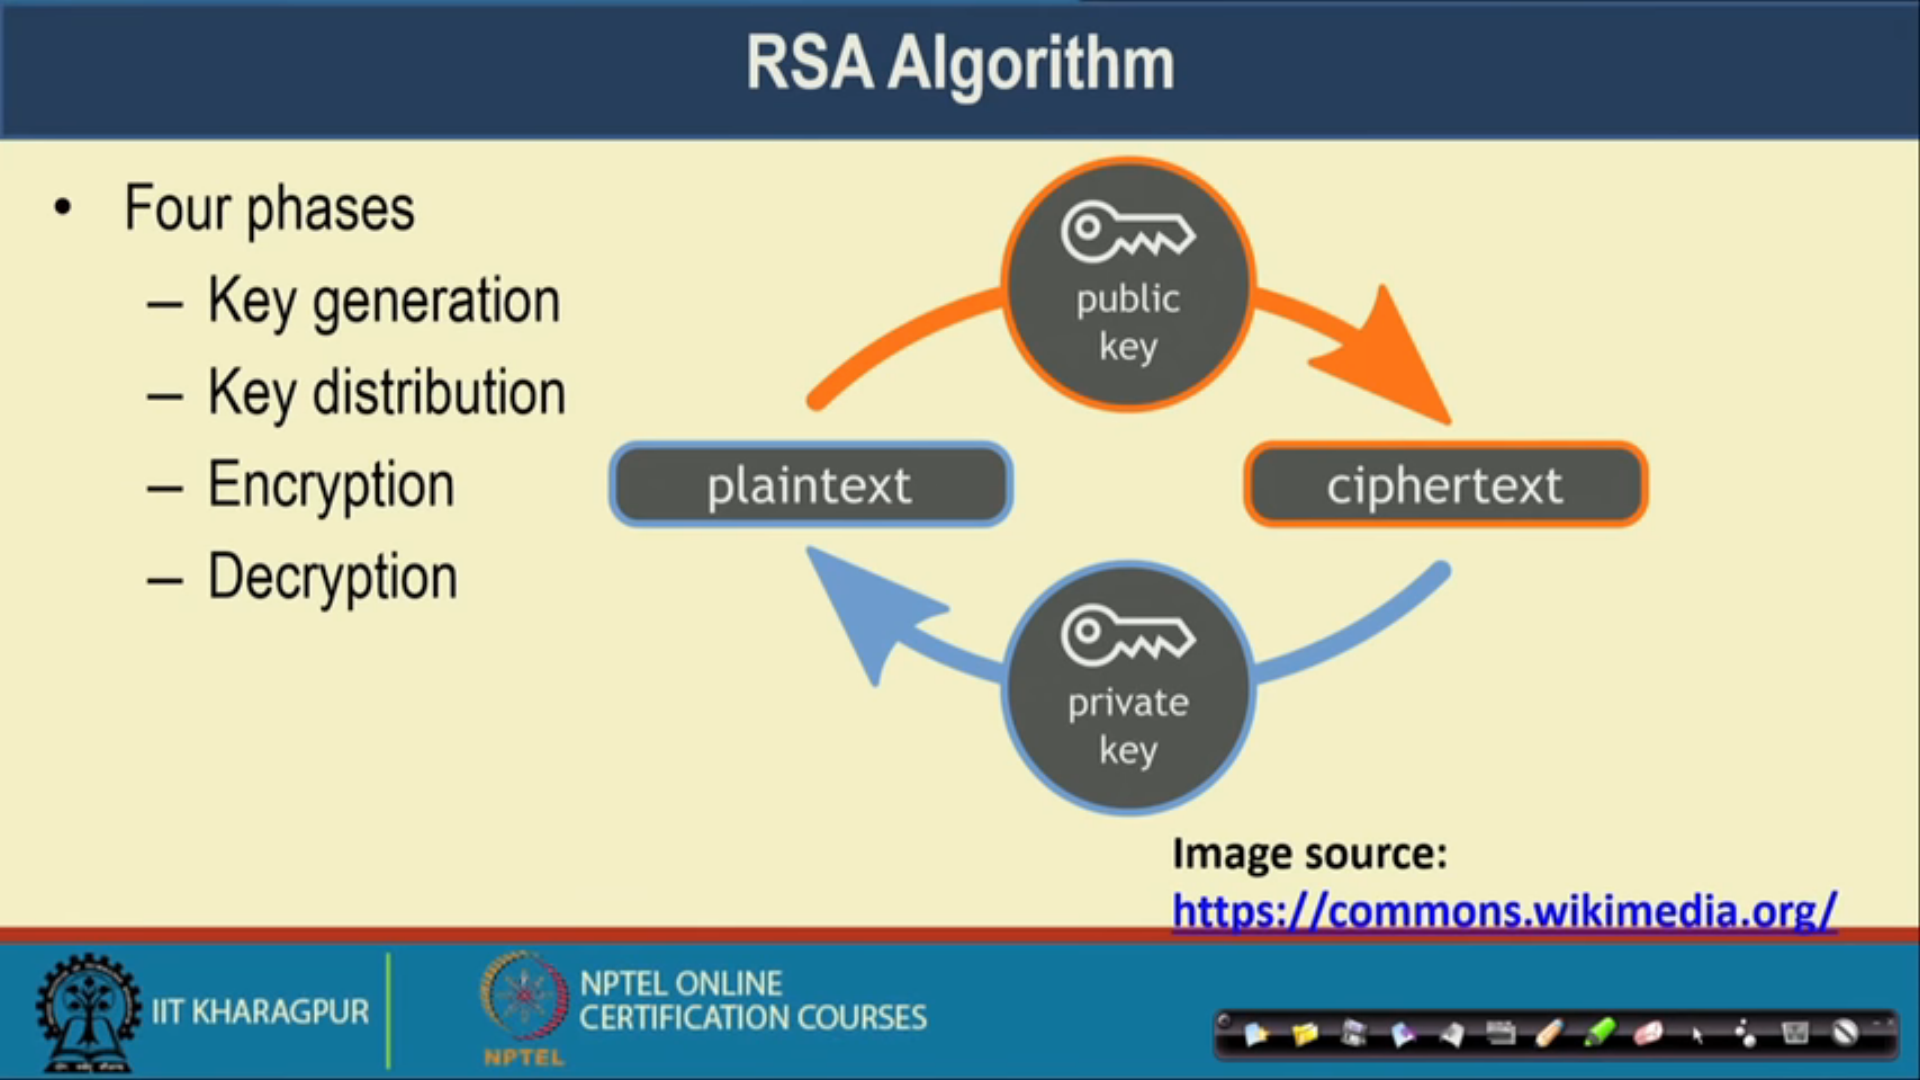 RSA Algorithm
• Four phases
– Key generation
– Key distribution
– Encryption
– Decryption
public
key
plaintext
ciphertext
private
key
Image source:
https://commons.wikimedia.org/
IIT KHARAGPUR
NPTEL
NPTEL ONLINE
CERTIFICATION COURSES